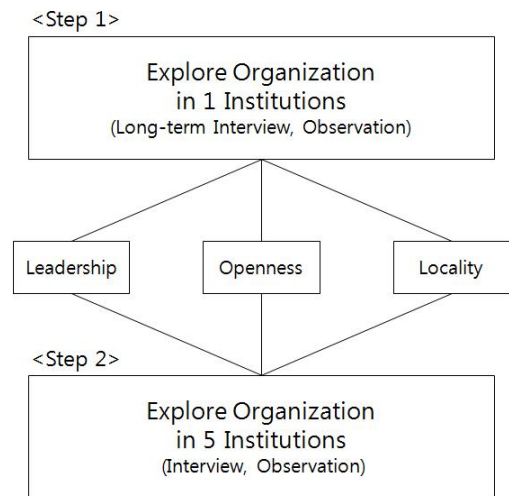 <Step 1>
Explore Organization
in 1 Institutions
(Long-term Interview, Observation)
Leadership
Openness
Locality
<Step 2>
Explore Organization
in 5 Institutions
(Interview, Observation)